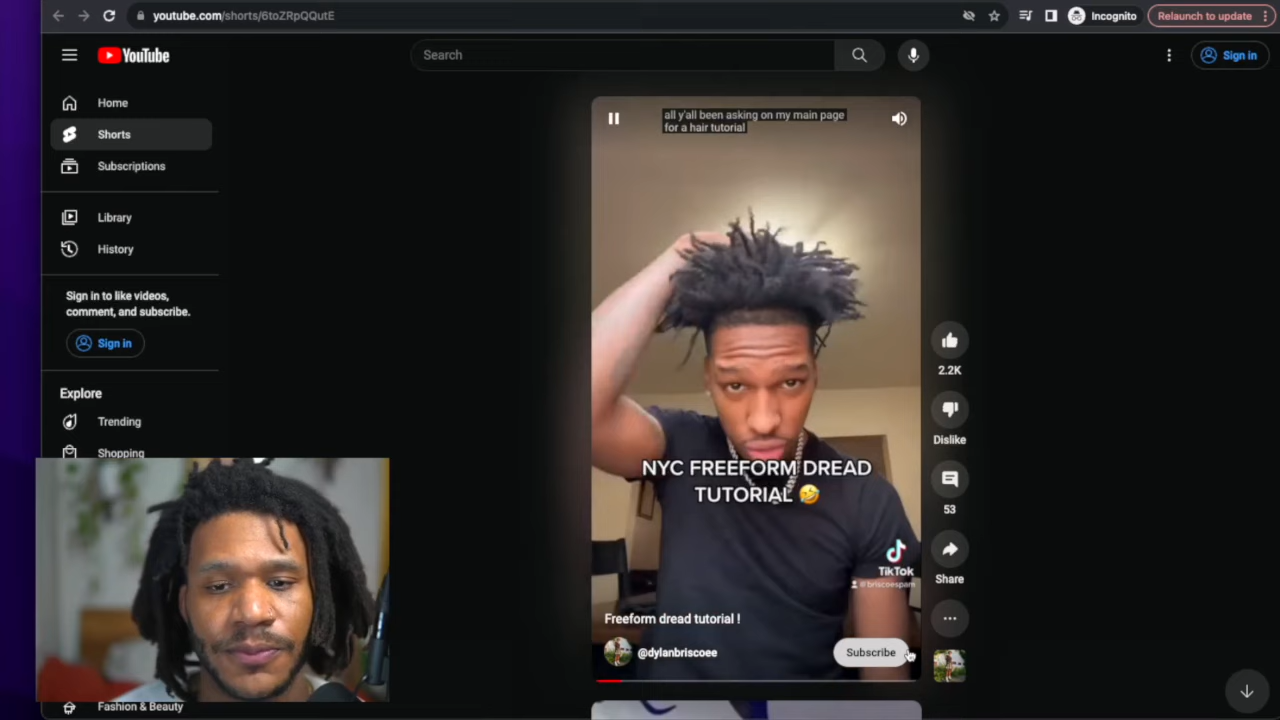 youtube.com/shorts/6toZRpQQutE
Incognito
Relaunch to update
YouTube
Search
Sign in
Home
Shorts
Subscriptions
Library
History
Sign in to like videos,
comment, and subscribe.
Sign in
Explore
Trending
Shopping
Fashion & Beauty
all y'all been asking on my main page
for a hair tutorial
NYC FREEFORM DREAD
TUTORIAL 🤣
TikTok
@briscoespam
Freeform dread tutorial !
@dylanbriscoee
Subscribe
2.2K
Dislike
53
Share